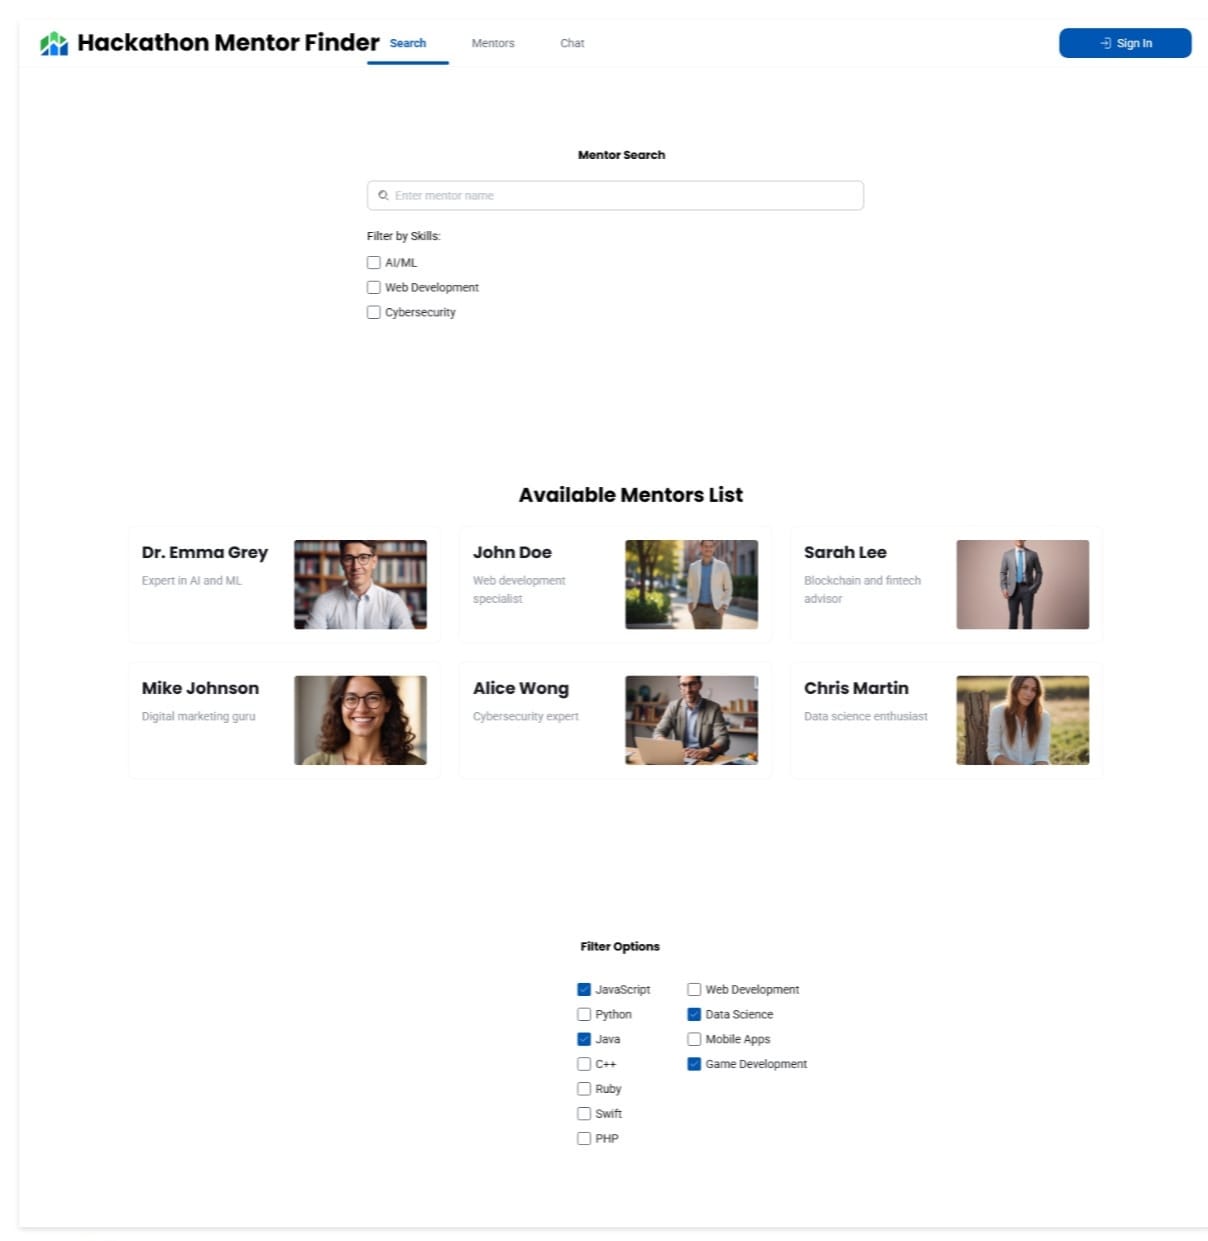 Hackathon Mentor Finder
Search
Mentors
Chat
Sign In
Mentor Search
Enter mentor name
Filter by Skills:
AI/ML
Web Development
Cybersecurity
Available Mentors List
Dr. Emma Grey
Expert in AI and ML
John Doe
Web development
specialist
Sarah Lee
Blockchain and fintech
advisor
Mike Johnson
Digital marketing guru
Alice Wong
Cybersecurity expert
Chris Martin
Data science enthusiast
Filter Options
JavaScript
Python
Java
C++
Ruby
Swift
PHP
Web Development
Data Science
Mobile Apps
Game Development